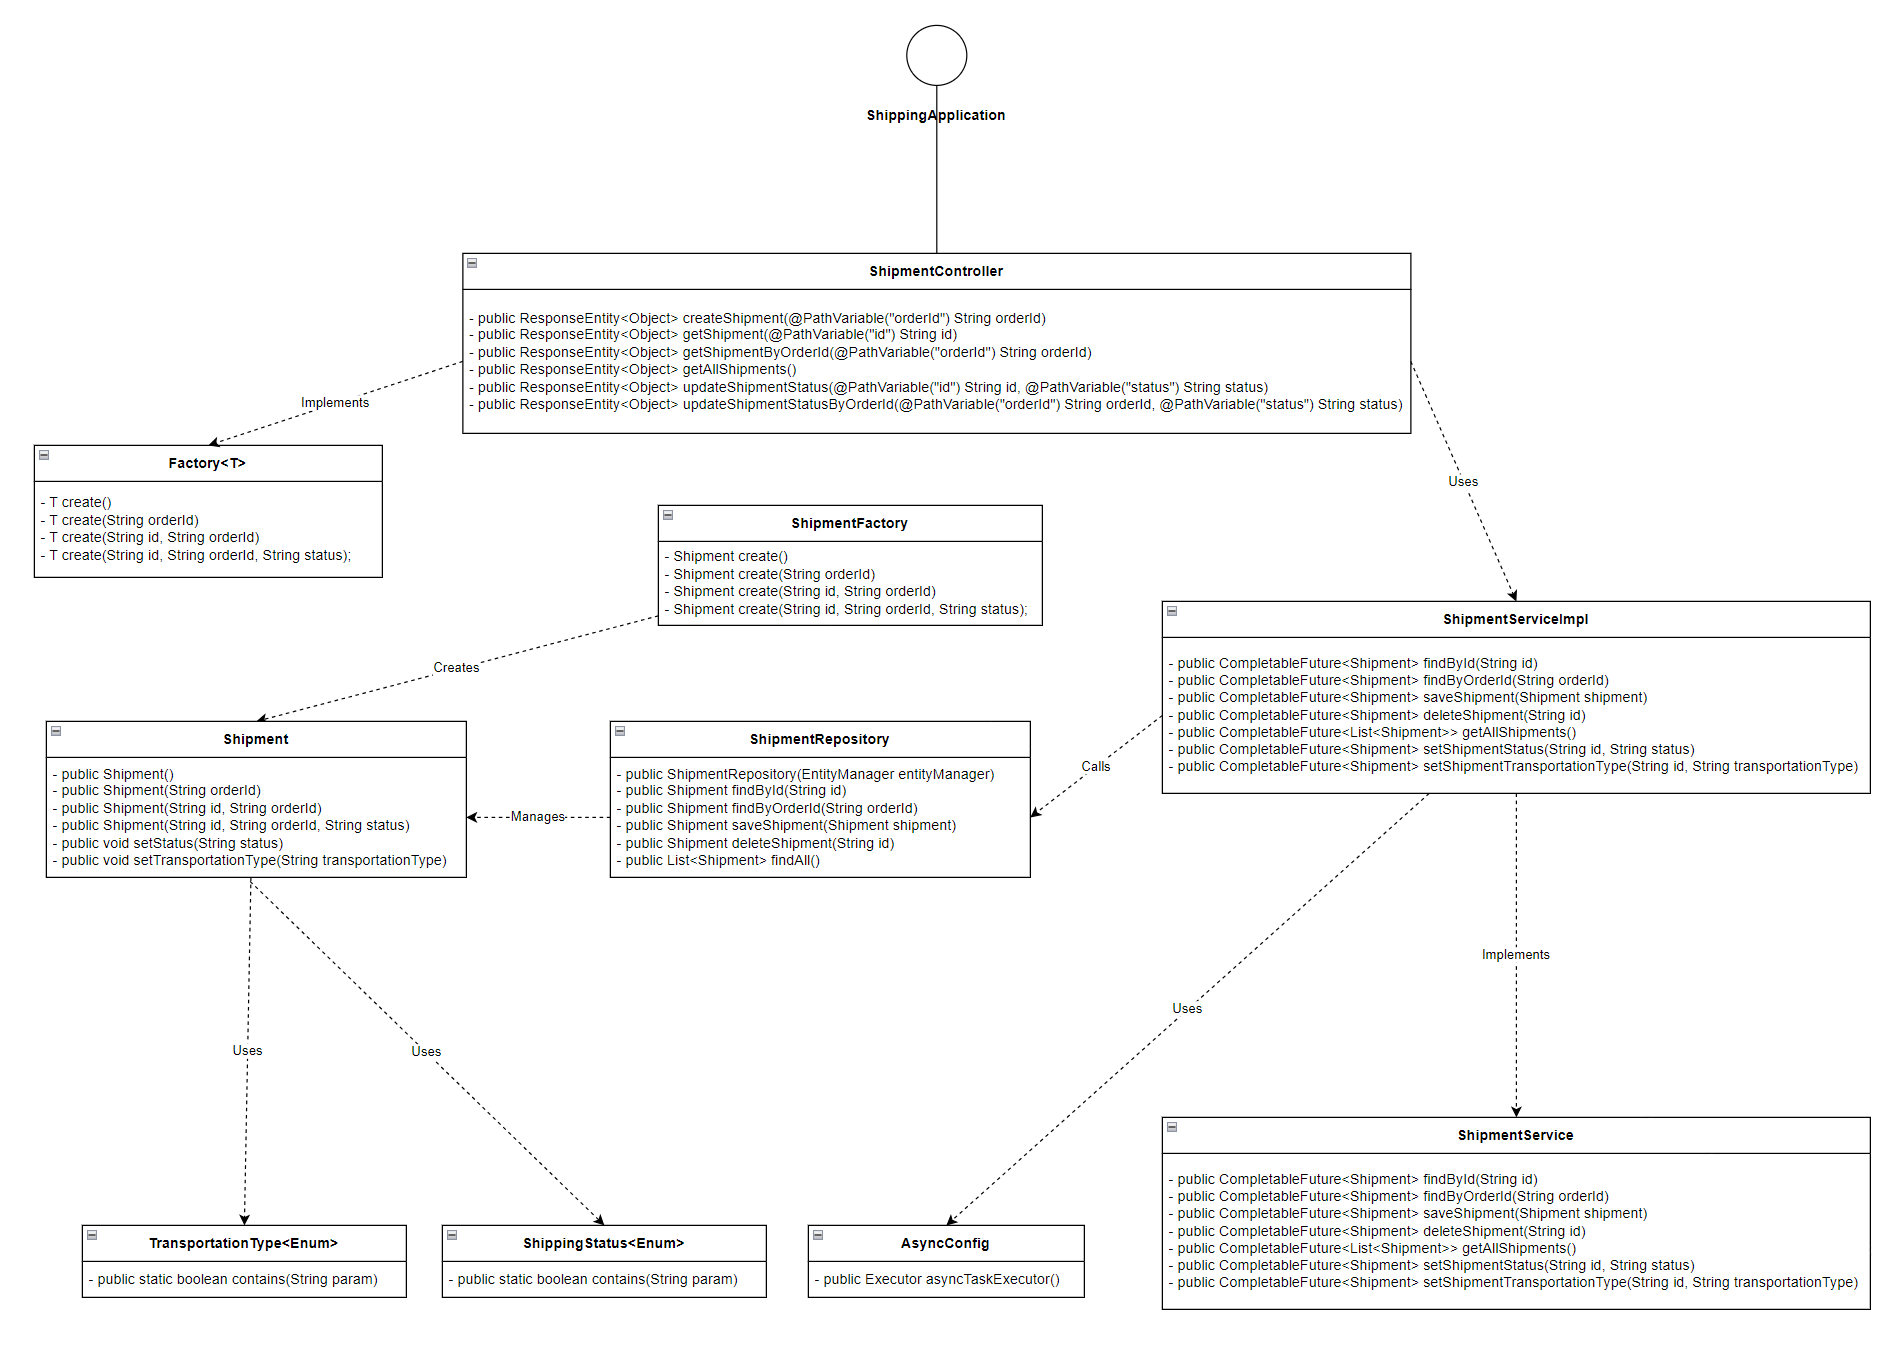 ShippingApplication
ShipmentController
- public ResponseEntity<Object> createShipment(@PathVariable("orderId") String orderId)
- public ResponseEntity<Object> getShipment(@PathVariable("id") String id)
- public ResponseEntity<Object> getShipmentByOrderId(@PathVariable("orderId") String orderId)
- public ResponseEntity<Object> getAllShipments()
- public ResponseEntity<Object> updateShipmentStatus(@PathVariable("id") String id, @PathVariable("status") String status)
- public ResponseEntity<Object> updateShipmentStatusByOrderId(@PathVariable("orderId") String orderId, @PathVariable("status") String status)
Implements
Uses
Factory<T>
- T create()
- T create(String orderId)
- T create(String id, String orderId)
- T create(String id, String orderId, String status);
ShipmentFactory
- Shipment create()
- Shipment create(String orderId)
- Shipment create(String id, String orderId)
- Shipment create(String id, String orderId, String status);
Creates
ShipmentServiceImpl
- public CompletableFuture<Shipment> findById(String id)
- public CompletableFuture<Shipment> findByOrderId(String orderId)
- public CompletableFuture<Shipment> saveShipment(Shipment shipment)
- public CompletableFuture<Shipment> deleteShipment(String id)
- public CompletableFuture<List<Shipment>> getAllShipments()
- public CompletableFuture<Shipment> setShipmentStatus(String id, String status)
- public CompletableFuture<Shipment> setShipmentTransportationType(String id, String transportationType)
Shipment
- public Shipment()
- public Shipment(String orderId)
- public Shipment(String id, String orderId)
- public Shipment(String id, String orderId, String status)
- public void setStatus(String status)
- public void setTransportationType(String transportationType)
Manages
ShipmentRepository
- public ShipmentRepository(EntityManager entityManager)
- public Shipment findById(String id)
- public Shipment findByOrderId(String orderId)
- public Shipment saveShipment(Shipment shipment)
- public Shipment deleteShipment(String id)
- public List<Shipment> findAll()
Calls
Implements
Uses
Uses
Uses
TransportationType<Enum>
- public static boolean contains(String param)
ShippingStatus<Enum>
- public static boolean contains(String param)
AsyncConfig
- public Executor asyncTaskExecutor()
ShipmentService
- public CompletableFuture<Shipment> findById(String id)
- public CompletableFuture<Shipment> findByOrderId(String orderId)
- public CompletableFuture<Shipment> saveShipment(Shipment shipment)
- public CompletableFuture<Shipment> deleteShipment(String id)
- public CompletableFuture<List<Shipment>> getAllShipments()
- public CompletableFuture<Shipment> setShipmentStatus(String id, String status)
- public CompletableFuture<Shipment> setShipmentTransportationType(String id, String transportationType)